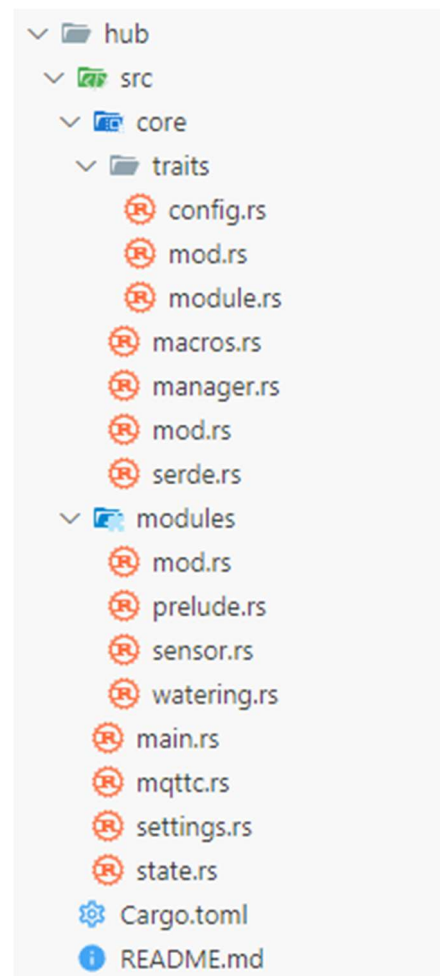 hub
src
core
traits
config.rs
mod.rs
module.rs
macros.rs
manager.rs
mod.rs
serde.rs
modules
mod.rs
prelude.rs
sensor.rs
watering.rs
main.rs
mqttc.rs
settings.rs
state.rs
Cargo.toml
README.md